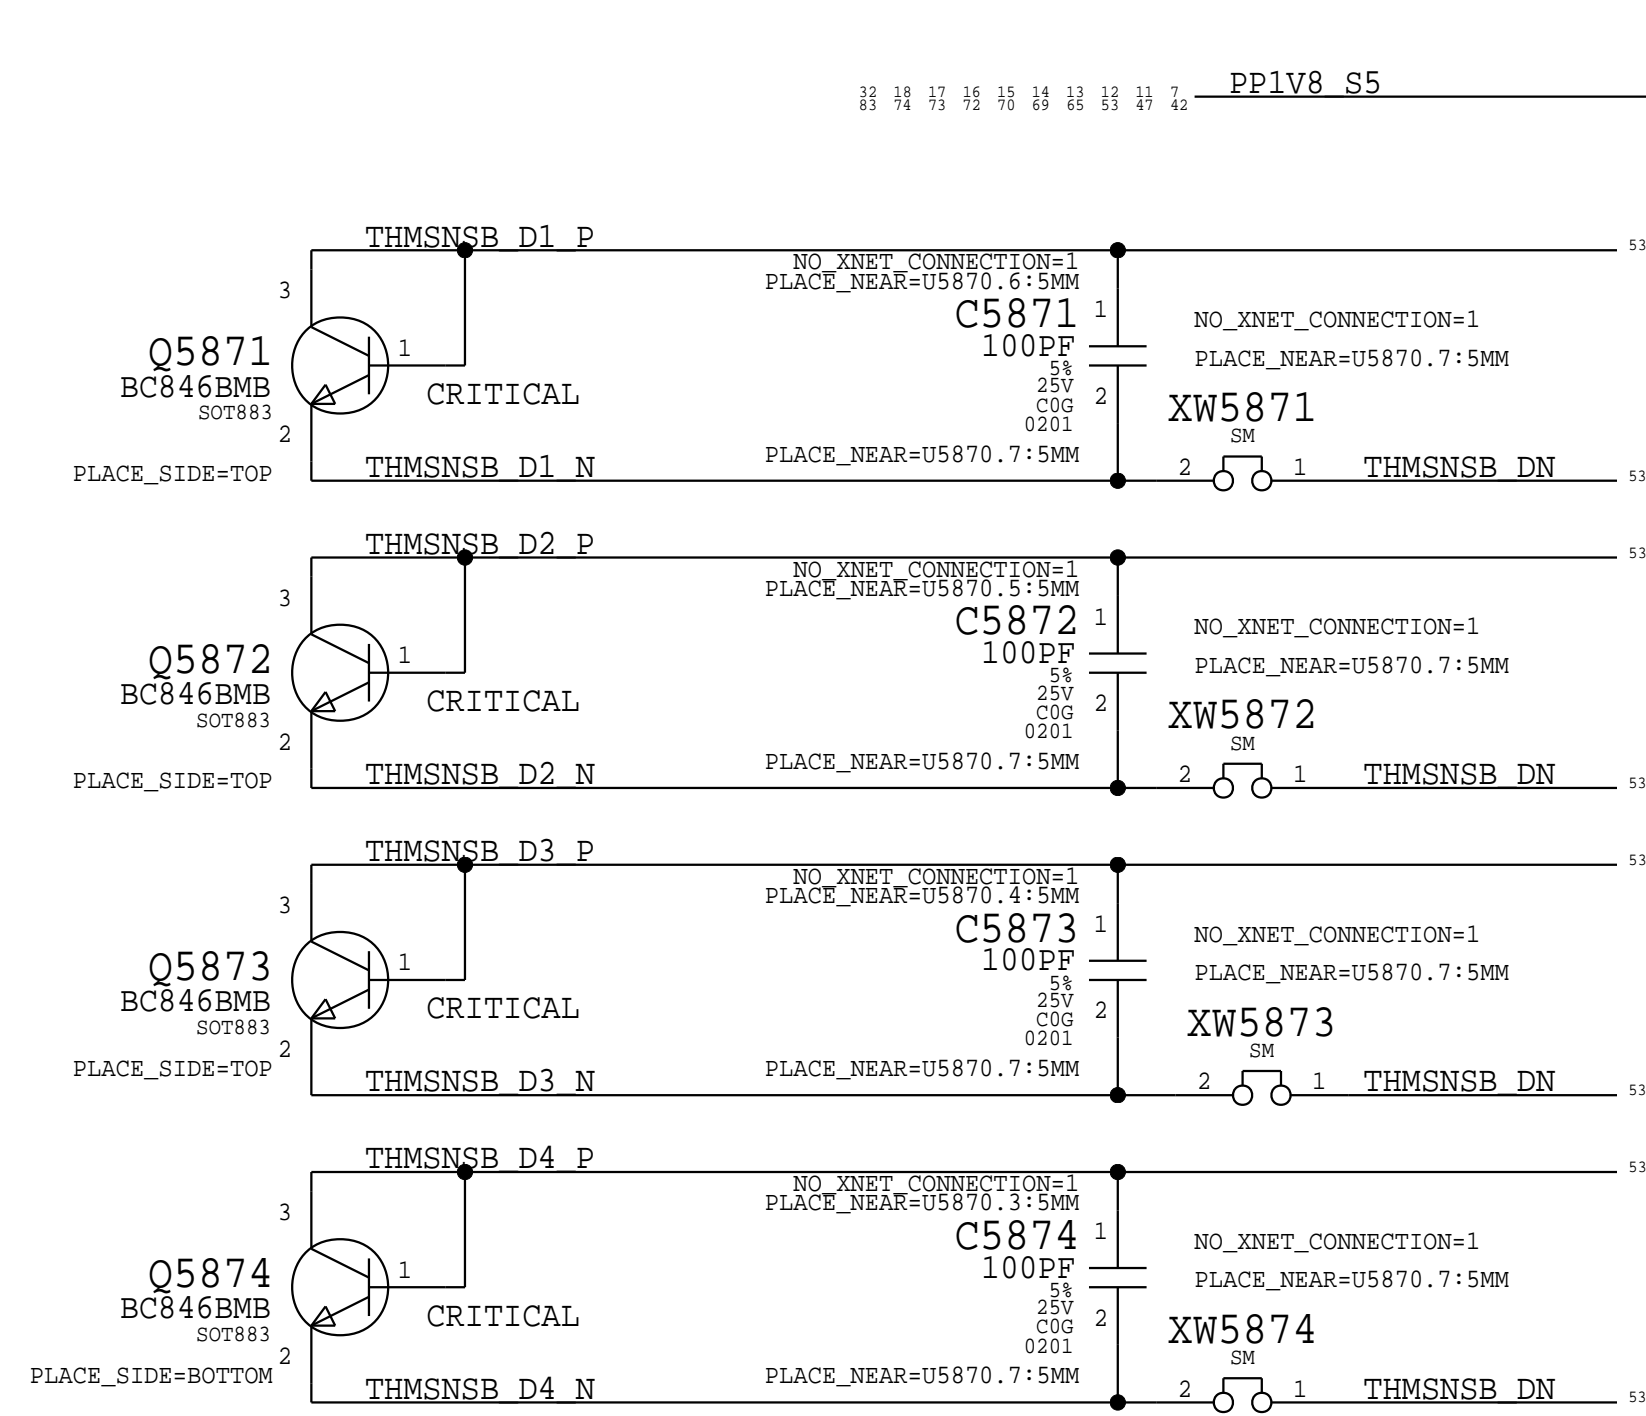 PP1V8_S5
32 18 17 16 15 14 13 12 11 7
83 74 73 72 70 69 65 53 47 42
THMSNSB_D1_P
53
NO_XNET_CONNECTION=1
PLACE_NEAR=U5870.6:5MM
3
C5871
1
NO_XNET_CONNECTION=1
Q5871
1
100PF
PLACE_NEAR=U5870.7:5MM
BC846BMB
CRITICAL
5%
25V
2
XW5871
SOT883
C0G
0201
SM
2
PLACE_SIDE=TOP
THMSNSB_D1_N
PLACE_NEAR=U5870.7:5MM
2
1
THMSNSB_DN
53
THMSNSB_D2_P
53
NO_XNET_CONNECTION=1
PLACE_NEAR=U5870.5:5MM
3
C5872
1
NO_XNET_CONNECTION=1
Q5872
1
100PF
PLACE_NEAR=U5870.7:5MM
BC846BMB
CRITICAL
5%
25V
2
XW5872
SOT883
C0G
0201
SM
2
PLACE_SIDE=TOP
THMSNSB_D2_N
PLACE_NEAR=U5870.7:5MM
2
1
THMSNSB_DN
53
THMSNSB_D3_P
53
NO_XNET_CONNECTION=1
PLACE_NEAR=U5870.4:5MM
3
C5873
1
NO_XNET_CONNECTION=1
Q5873
1
100PF
PLACE_NEAR=U5870.7:5MM
BC846BMB
CRITICAL
5%
25V
2
XW5873
SOT883
C0G
0201
SM
2
PLACE_SIDE=TOP
THMSNSB_D3_N
PLACE_NEAR=U5870.7:5MM
2
1
THMSNSB_DN
53
THMSNSB_D4_P
53
NO_XNET_CONNECTION=1
PLACE_NEAR=U5870.3:5MM
3
C5874
1
NO_XNET_CONNECTION=1
Q5874
1
100PF
PLACE_NEAR=U5870.7:5MM
BC846BMB
CRITICAL
5%
25V
2
XW5874
SOT883
C0G
0201
SM
2
PLACE_SIDE=BOTTOM
THMSNSB_D4_N
PLACE_NEAR=U5870.7:5MM
2
1
THMSNSB_DN
53